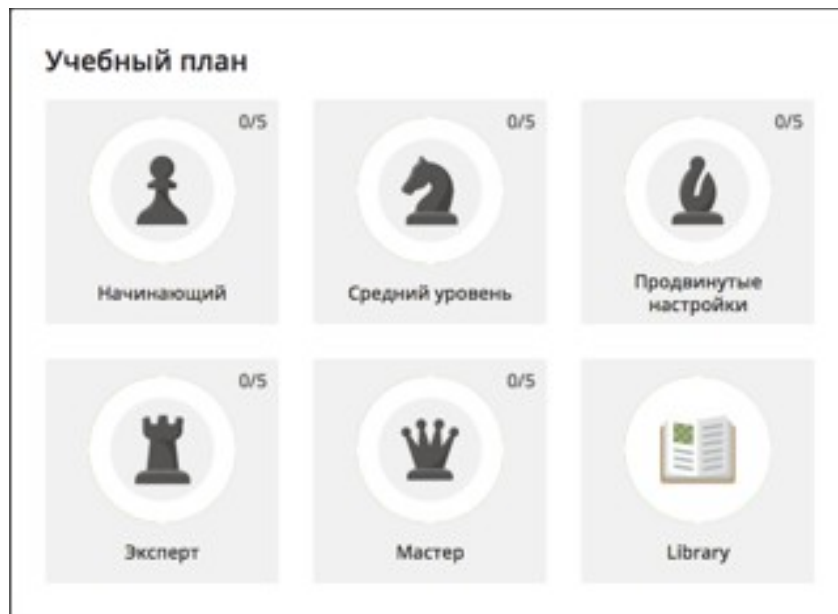 Учебный план
0/5
Начинающий
0/5
Средний уровень
0/5
Продвинутые
настройки
0/5
Эксперт
0/5
Мастер
Library